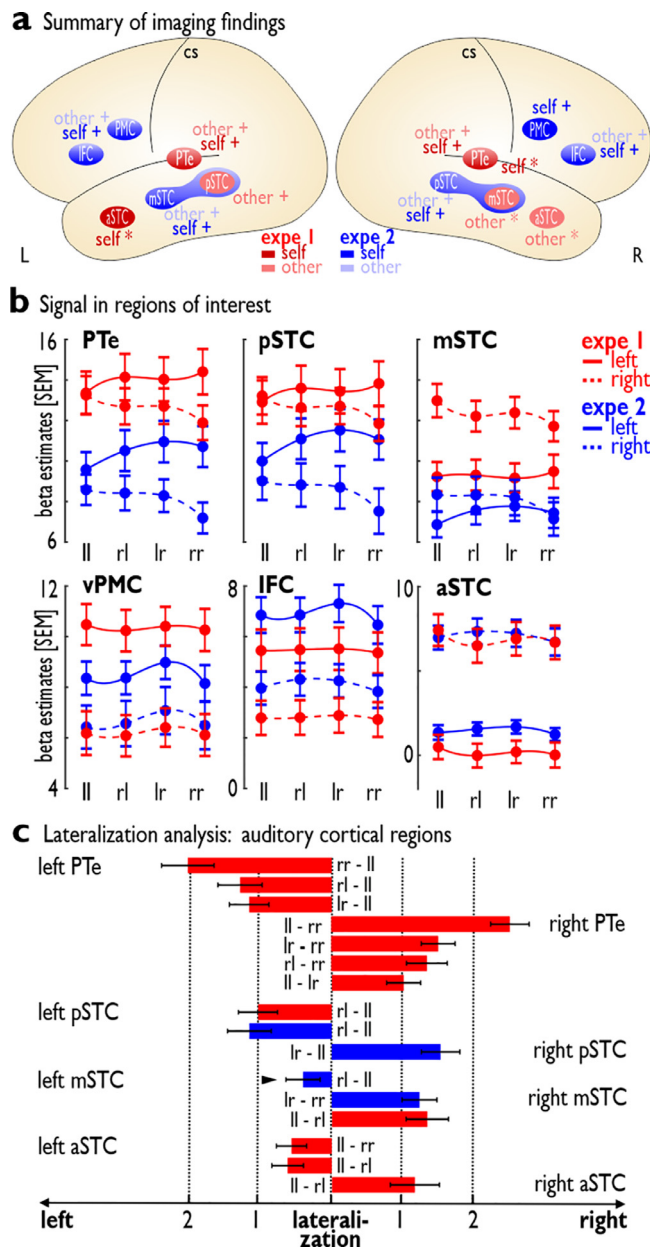 a Summary of imaging findings
cs cs
other +
self + PMC
IFC
other +
self +
PTe
pSTC
mSTC
other +
other +
self +
aSTC
self *
L
self +
PMC
other +
IFC
self +
other +
self +
PTe
self *
pSTC
other +
self +
mSTC
other *
aSTC
other *
R
expe 1 expe 2
self
other
b Signal in regions of interest
PTe pSTC mSTC
16
beta estimates [SEM]
6
ll rl lr rr ll rl lr rr ll rl lr rr
expe 1
left
right
expe 2
left
right
vPMC IFC aSTC
12 8 10
beta estimates [SEM]
4 0 0
ll rl lr rr ll rl lr rr ll rl lr rr
c Lateralization analysis: auditory cortical regions
left PTe rr - ll
rl - ll
lr - ll
ll - rr right PTe
lr - rr
rl - rr
ll - lr
left pSTC rl - ll
rl - ll
lr - ll right pSTC
left mSTC rl - ll
lr - rr right mSTC
ll - rl
left aSTC ll - rr
ll - rl
ll - rl right aSTC
2 1 laterali- 1 2
left zation right